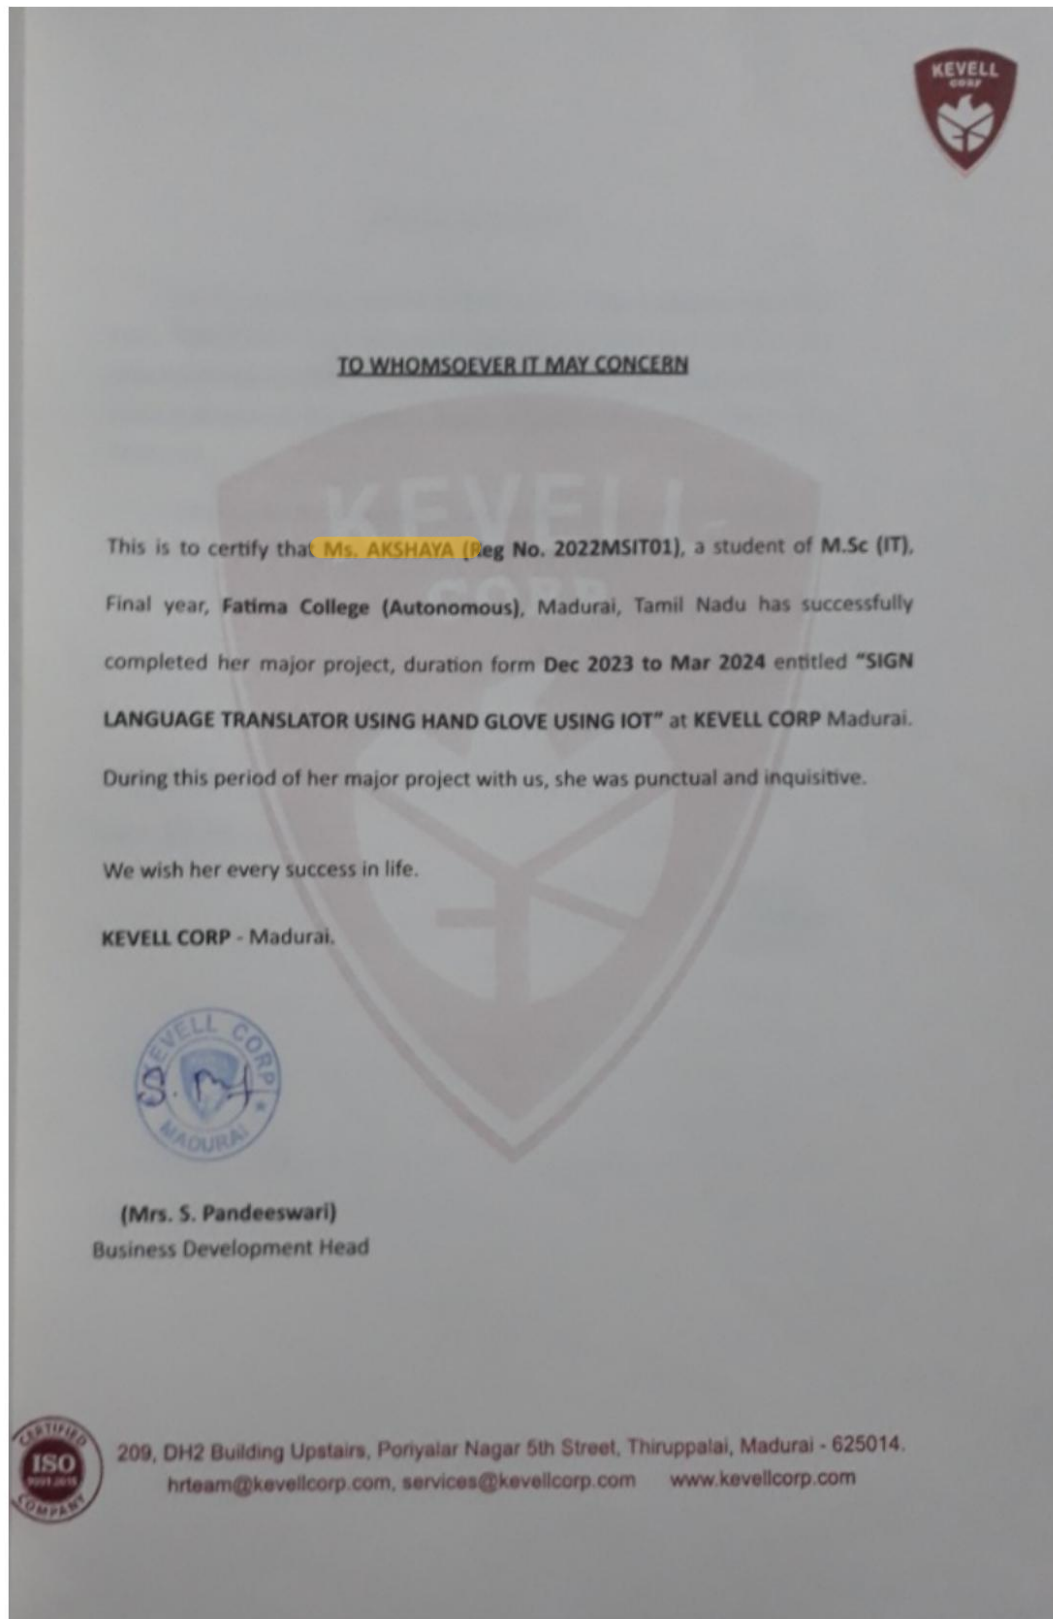 KEVELL
CORP
TO WHOMSOEVER IT MAY CONCERN
KEVELL
CORP
This is to certify that Ms. AKSHAYA (Reg No. 2022MSIT01), a student of M.Sc (IT),
Final year, Fatima College (Autonomous), Madurai, Tamil Nadu has successfully
completed her major project, duration form Dec 2023 to Mar 2024 entitled “SIGN
LANGUAGE TRANSLATOR USING HAND GLOVE USING IOT” at KEVELL CORP Madurai.
During this period of her major project with us, she was punctual and inquisitive.
We wish her every success in life.
KEVELL CORP - Madurai.
KEVELL CORP
MADURAI
(Mrs. S. Pandeeswari)
Business Development Head
CERTIFIED
ISO
9001:2015
COMPANY
209, DH2 Building Upstairs, Poriyalar Nagar 5th Street, Thiruppalai, Madurai - 625014.
hrteam@kevellcorp.com, services@kevellcorp.com www.kevellcorp.com